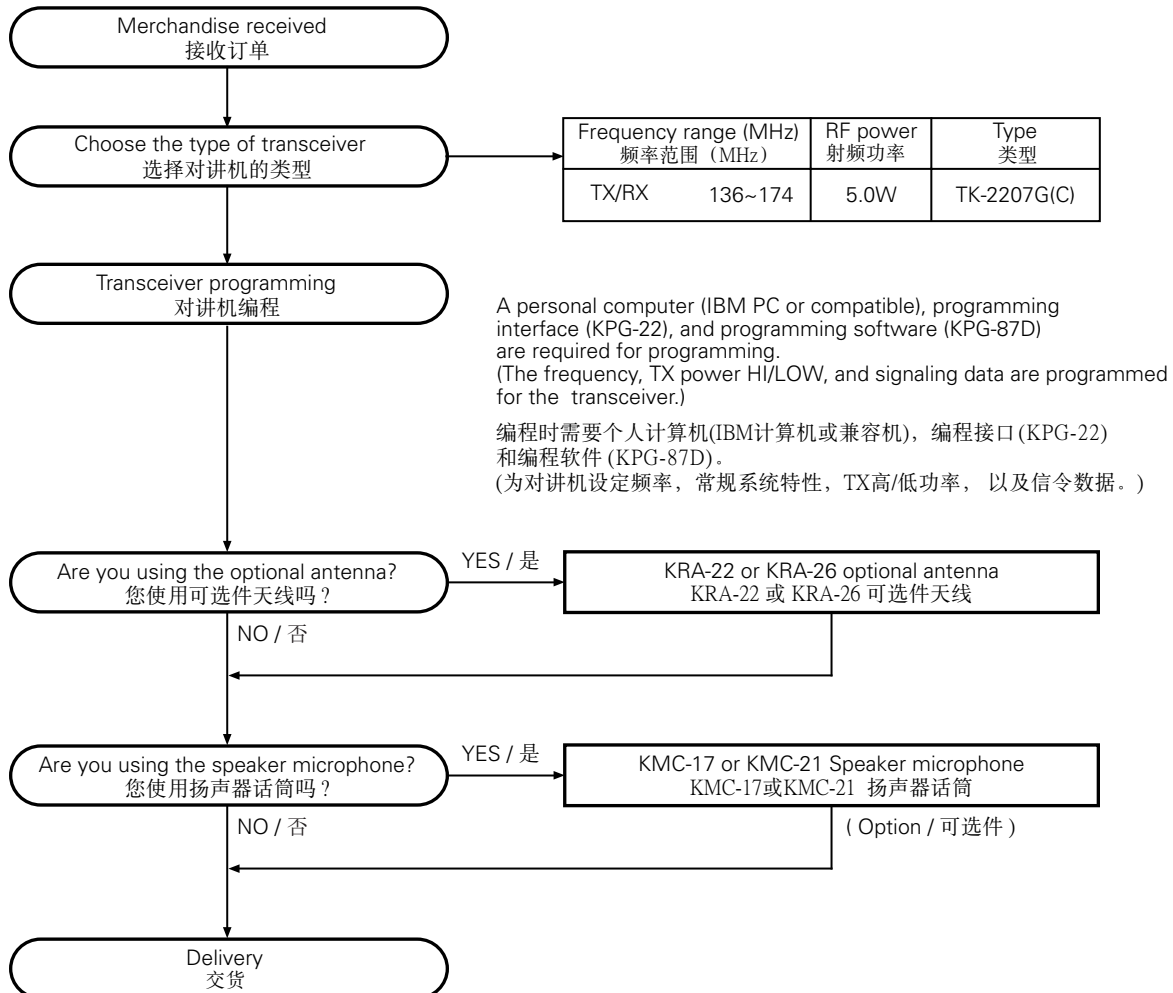 Merchandise received
接收订单
Choose the type of transceiver
选择对讲机的类型
Frequency range (MHz) RF power Type
频率范围（MHz） 射频功率 类型
TX/RX 136~174 5.0W TK-2207G(C)
Transceiver programming
对讲机编程
A personal computer (IBM PC or compatible), programming
interface (KPG-22), and programming software (KPG-87D)
are required for programming.
(The frequency, TX power HI/LOW, and signaling data are programmed
for the transceiver.)
编程时需要个人计算机(IBM计算机或兼容机)，编程接口(KPG-22)
和编程软件(KPG-87D)。
(为对讲机设定频率，常规系统特性，TX高/低功率， 以及信令数据。)
Are you using the optional antenna?
您使用可选件天线吗？
YES / 是
KRA-22 or KRA-26 optional antenna
KRA-22 或 KRA-26 可选件天线
NO / 否
Are you using the speaker microphone?
您使用扬声器话筒吗？
YES / 是
KMC-17 or KMC-21 Speaker microphone
KMC-17或KMC-21 扬声器话筒
NO / 否
( Option / 可选件 )
Delivery
交货